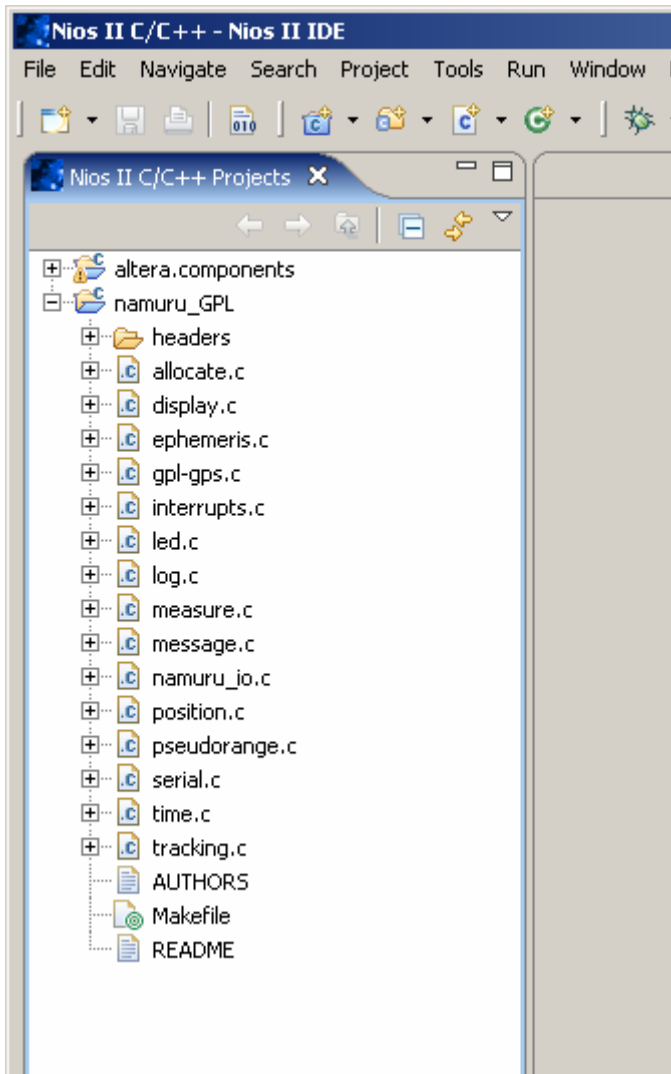 Nios II C/C++ - Nios II IDE
File Edit Navigate Search Project Tools Run Window
010
Nios II C/C++ Projects
altera.components
namuru_GPL
headers
allocate.c
display.c
ephemeris.c
gpl-gps.c
interrupts.c
led.c
log.c
measure.c
message.c
namuru_io.c
position.c
pseudorange.c
serial.c
time.c
tracking.c
AUTHORS
Makefile
README